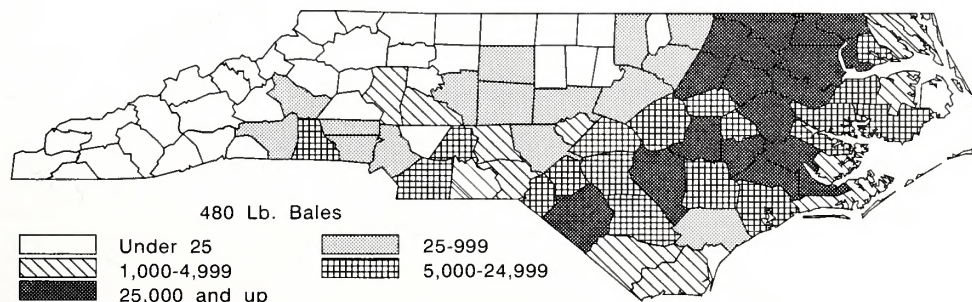 480 Lb. Bales
Under 25
25-999
1,000-4,999
5,000-24,999
25,000 and up